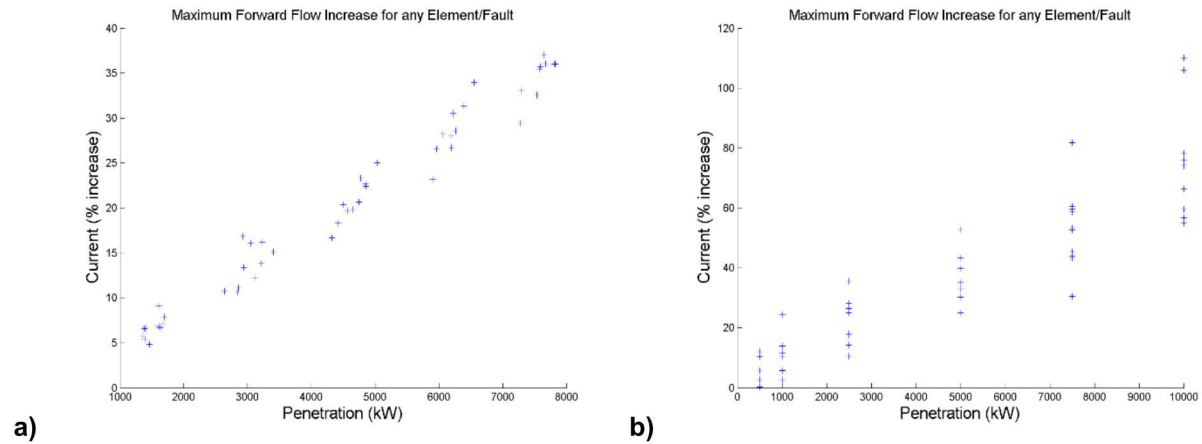 Maximum Forward Flow Increase for any Element/Fault
Current (% increase)
40
35
30
25
20
15
10
5
0
1000 2000 3000 4000 5000 6000 7000 8000
Penetration (kW)
a)
Maximum Forward Flow Increase for any Element/Fault
Current (% increase)
120
100
80
60
40
20
0
0 1000 2000 3000 4000 5000 6000 7000 8000 9000 10000
Penetration (kW)
b)